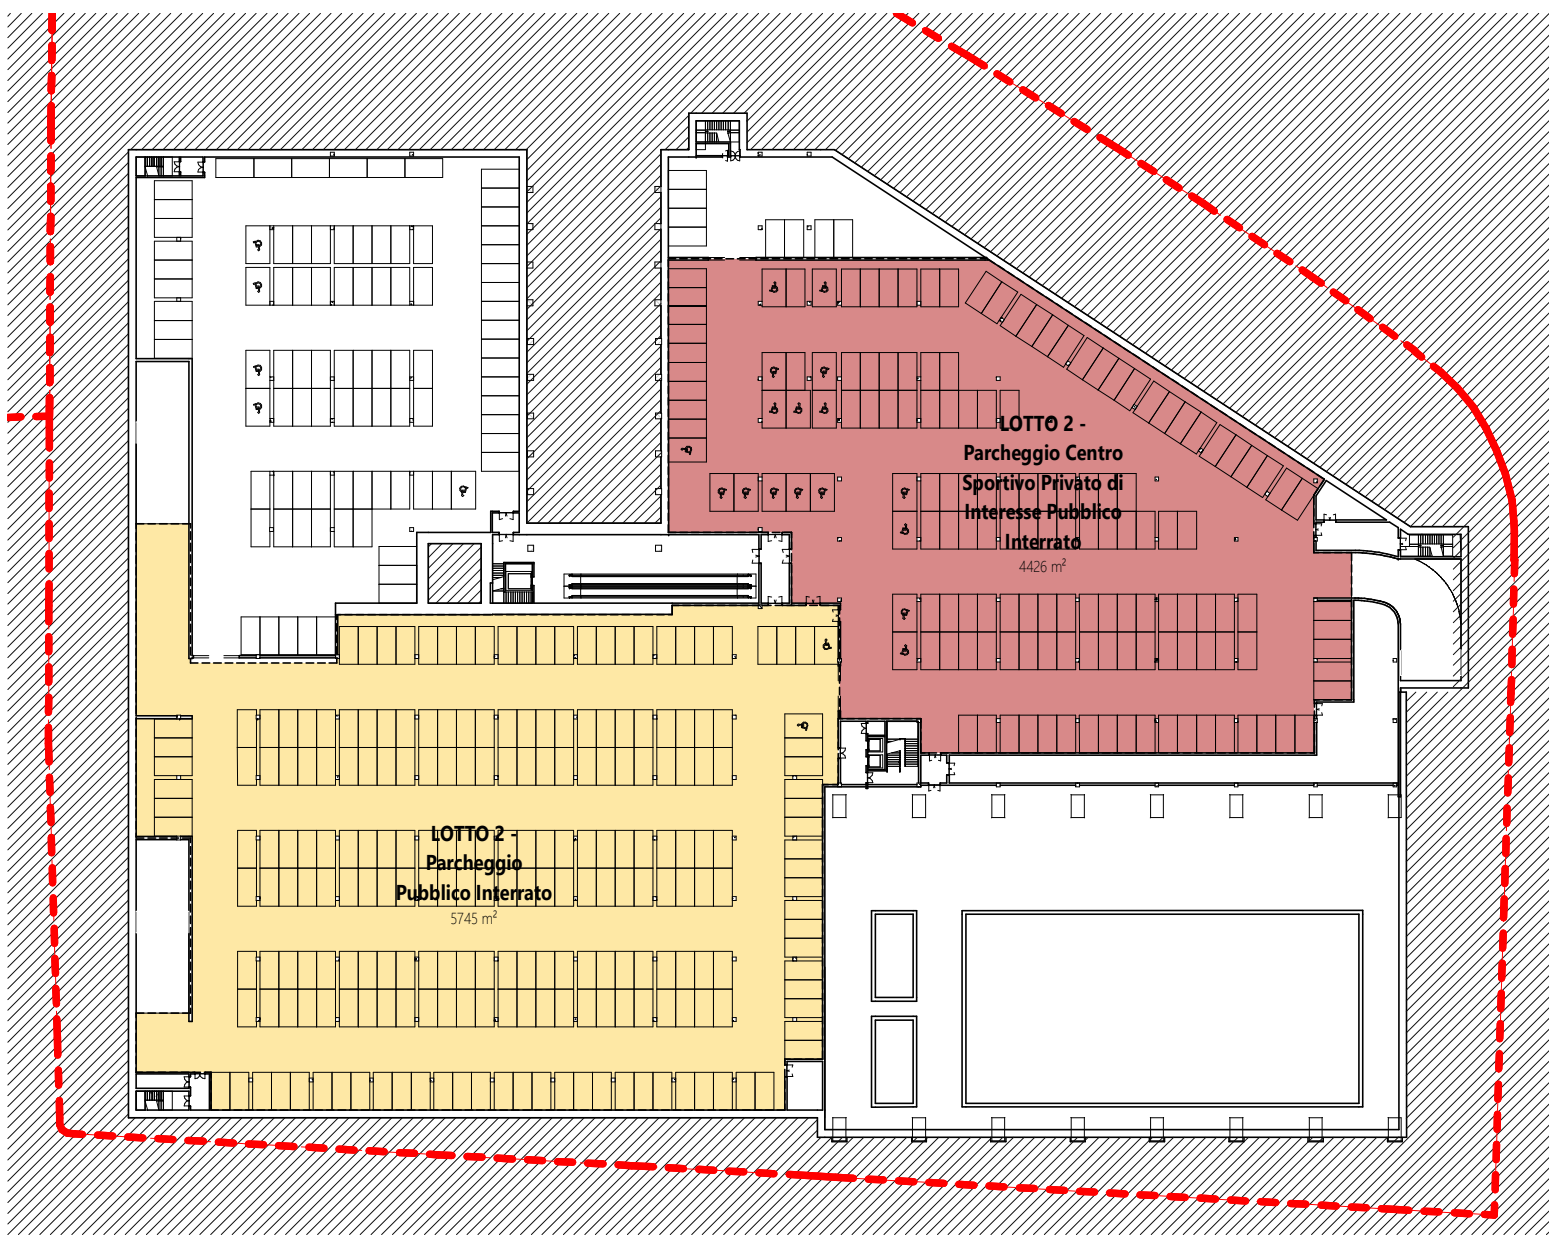 LOTTO 2 -
Parcheggio Centro
Sportivo Privato di
Interesse Pubblico
Interrato
4426 m²
LOTTO 2 -
Parcheggio
Pubblico Interrato
5745 m²